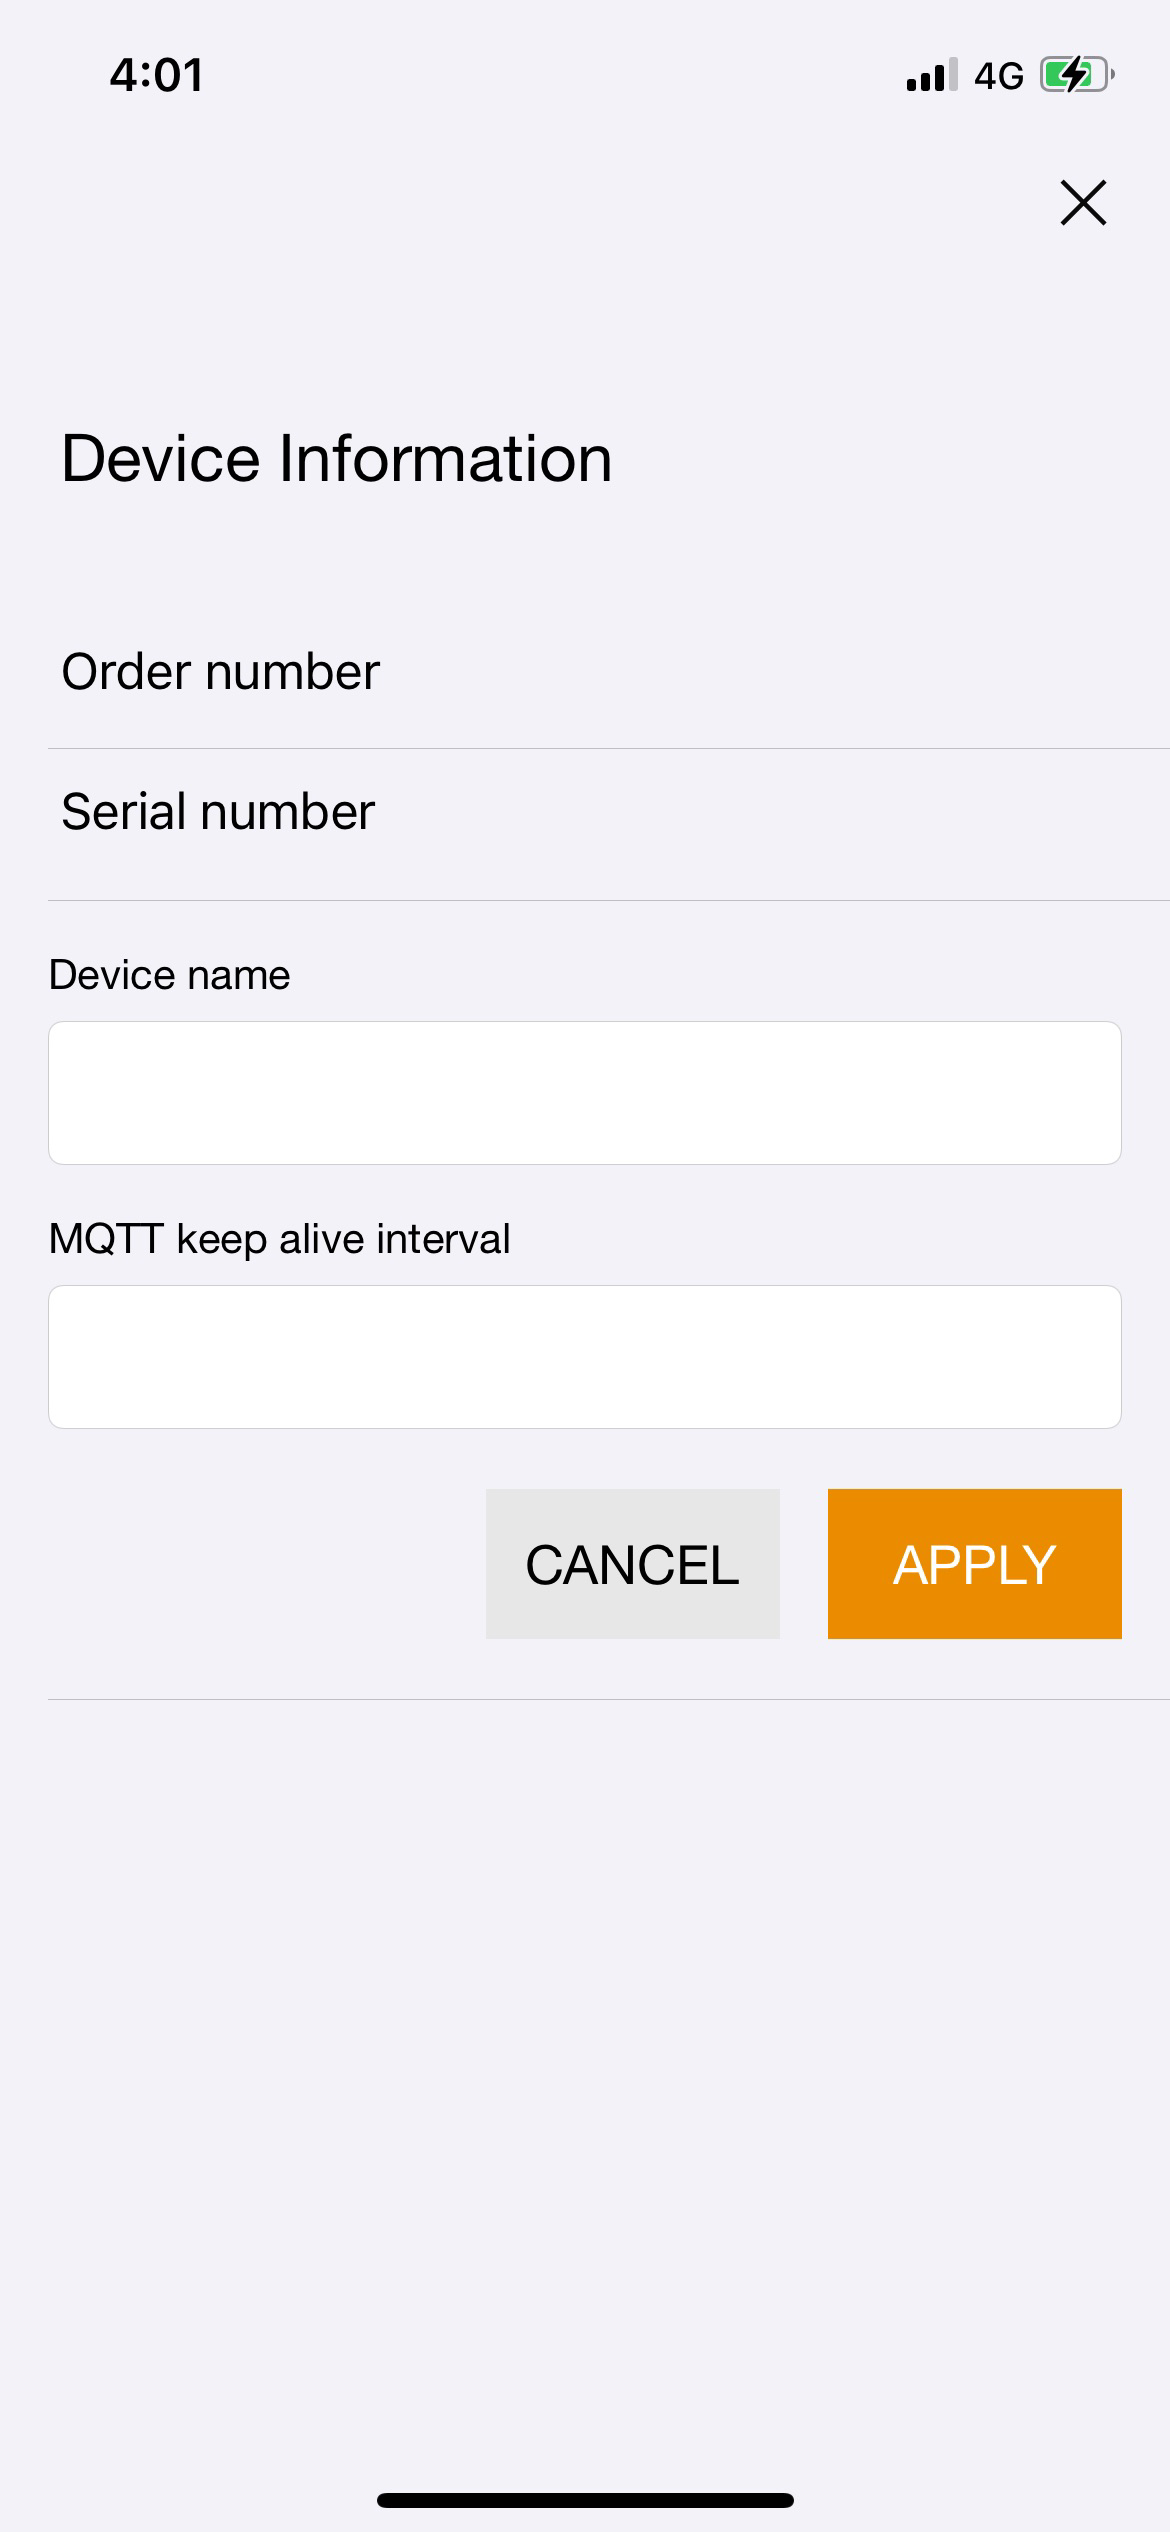 4:01 4G
Device Information
Order number
Serial number
Device name
MQTT keep alive interval
CANCEL APPLY